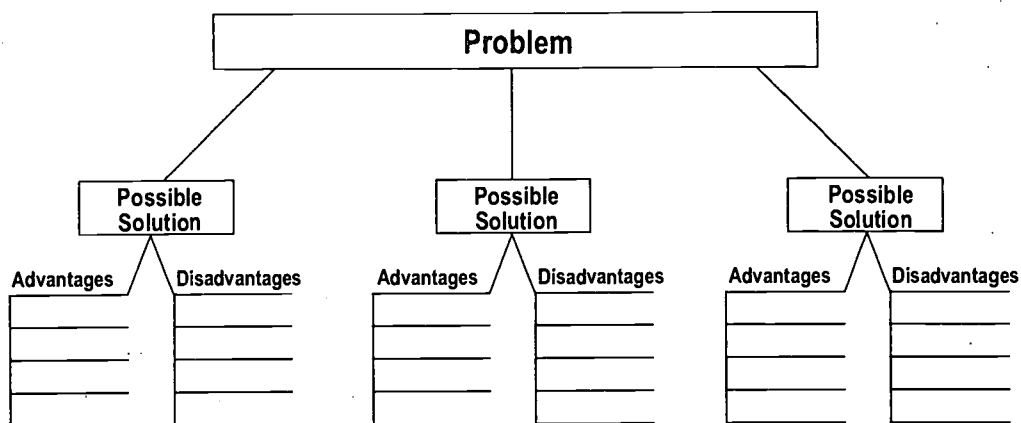 Problem
Possible
Solution
Advantages
Disadvantages
Possible
Solution
Advantages
Disadvantages
Possible
Solution
Advantages
Disadvantages